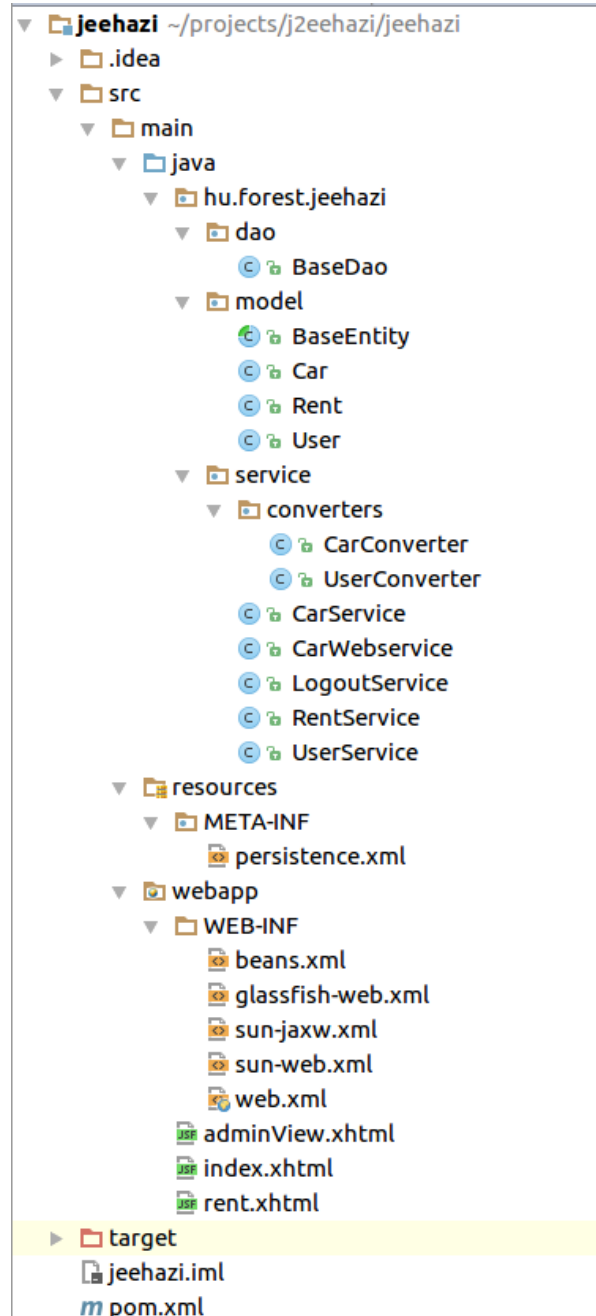 jeehazi ~/projects/j2eehazi/jeehazi
.idea
src
main
java
hu.forest.jeehazi
dao
BaseDao
model
BaseEntity
Car
Rent
User
service
converters
CarConverter
UserConverter
CarService
CarWebservice
LogoutService
RentService
UserService
resources
META-INF
persistence.xml
webapp
WEB-INF
beans.xml
glassfish-web.xml
sun-jaxw.xml
sun-web.xml
web.xml
adminView.xhtml
index.xhtml
rent.xhtml
target
jeehazi.iml
pom.xml